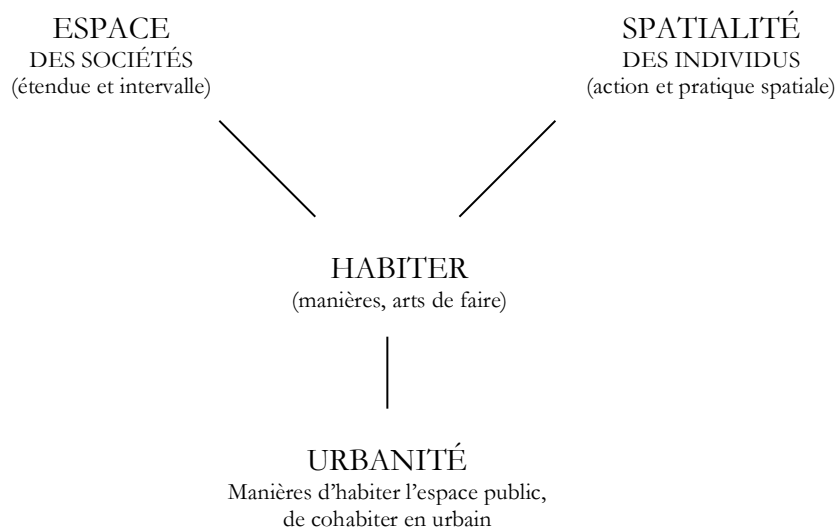 ESPACE
DES SOCIÉTÉS
(étendue et intervalle)
SPATIALITÉ
DES INDIVIDUS
(action et pratique spatiale)
HABITER
(manières, arts de faire)
URBANITÉ
Manières d’habiter l’espace public,
de cohabiter en urbain